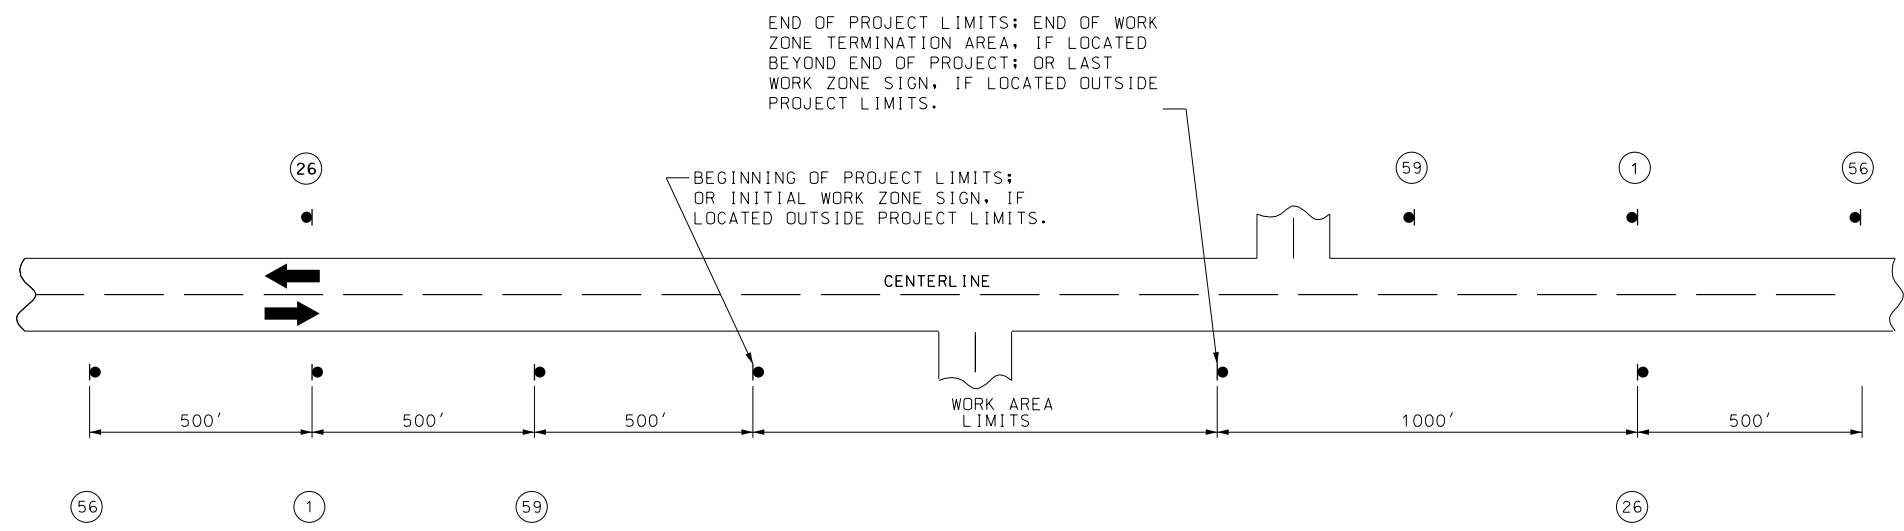 END OF PROJECT LIMITS; END OF WORK
ZONE TERMINATION AREA, IF LOCATED
BEYOND END OF PROJECT; OR LAST
WORK ZONE SIGN, IF LOCATED OUTSIDE
PROJECT LIMITS.
26
BEGINNING OF PROJECT LIMITS;
OR INITIAL WORK ZONE SIGN, IF
LOCATED OUTSIDE PROJECT LIMITS.
59
1
56
CENTERLINE
WORK AREA
LIMITS
500'
500'
500'
1000'
500'
56
1
59
26